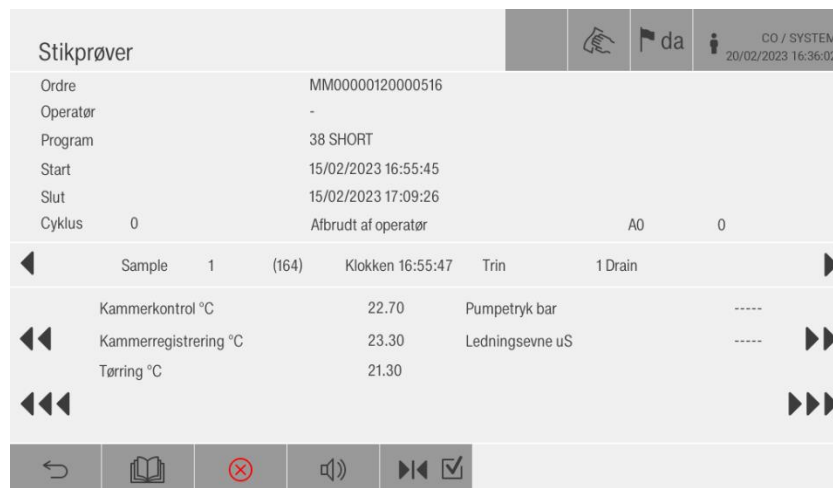 Stikprøver
da
CO / SYSTEM
20/02/2023 16:36:02
Ordre MM00000120000516
Operatør -
Program 38 SHORT
Start 15/02/2023 16:55:45
Slut 15/02/2023 17:09:26
Cyklus 0 Afbrudt af operatør A0 0
Sample 1 (164) Klokken 16:55:47 Trin 1 Drain
Kammerkontrol °C 22.70 Pumpetryk bar -----
Kammerregistrering °C 23.30 Ledningsevne uS -----
Tørring °C 21.30